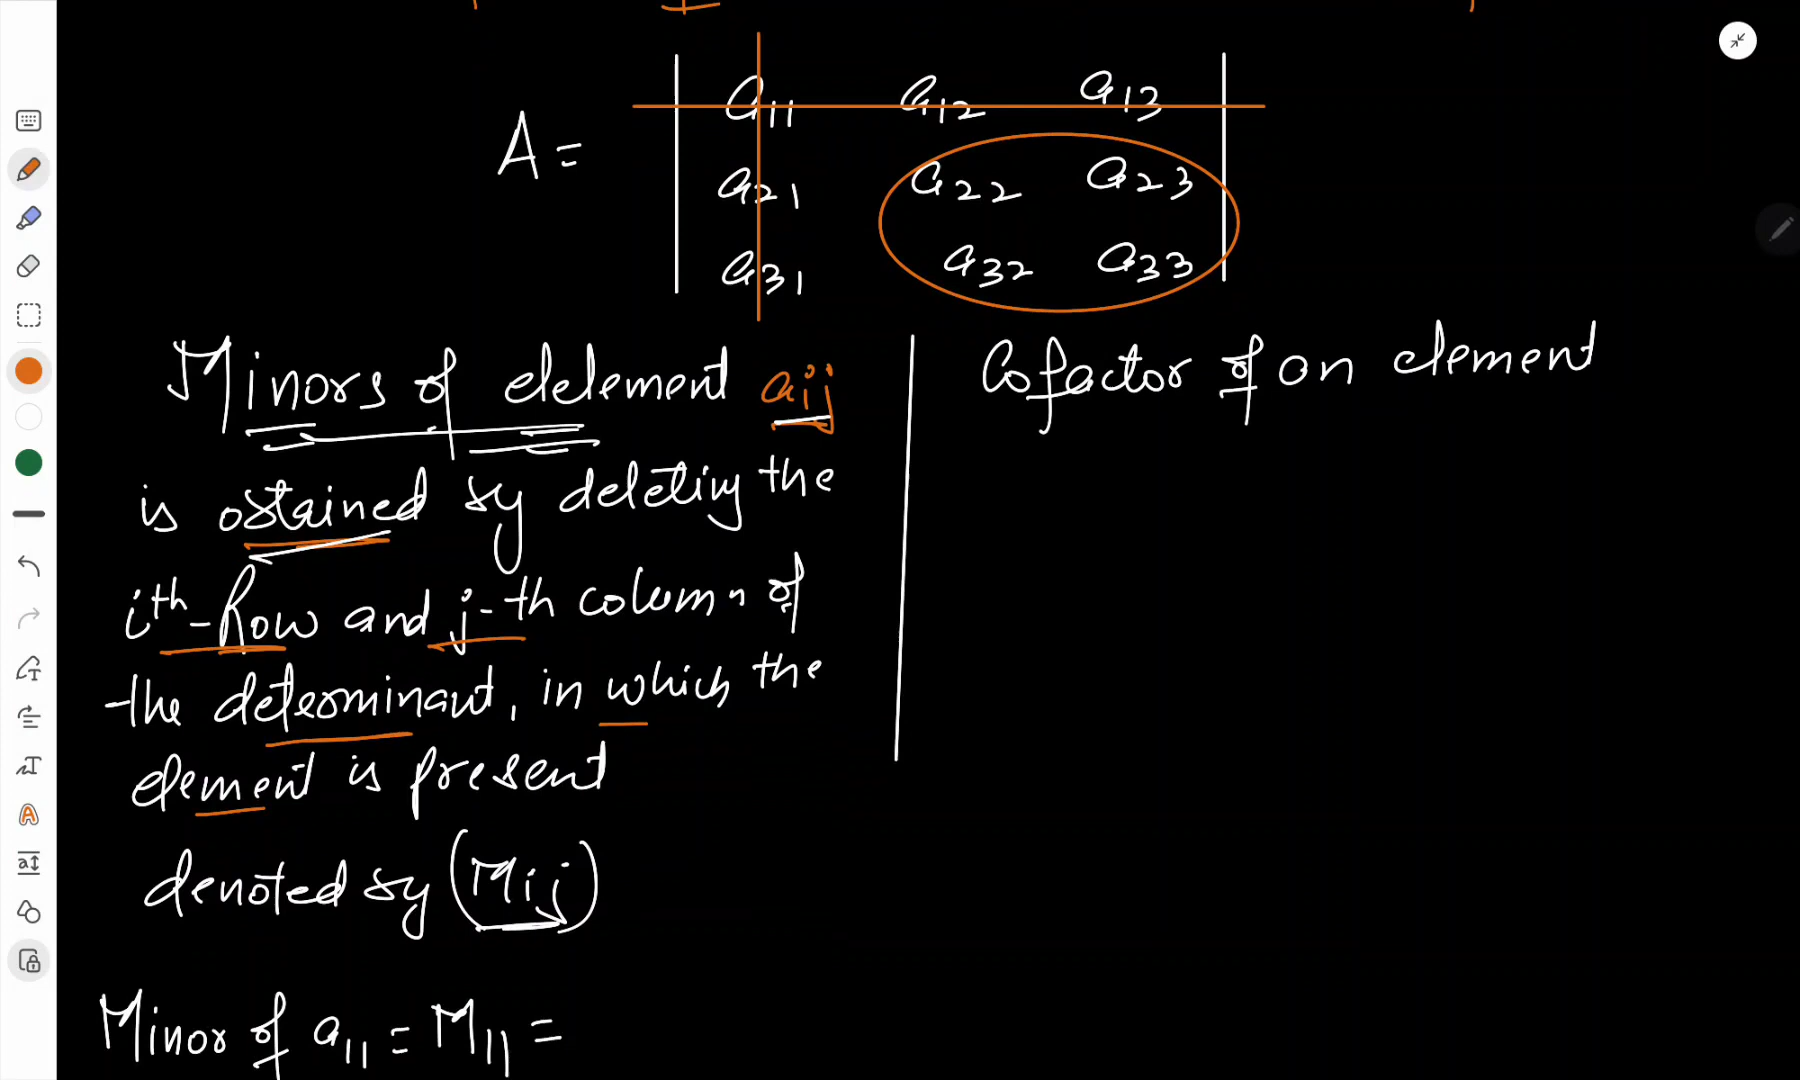 a11 a12 a13
A = a21 a22 a23
a31 a32 a33
Minors of elelement aij
is obtained by deleting the
ith-Row and j-th column of
the determinant, in which the
element is present
denoted by (Mij)
Minor of a11 = M11 =
Cofactor of an element